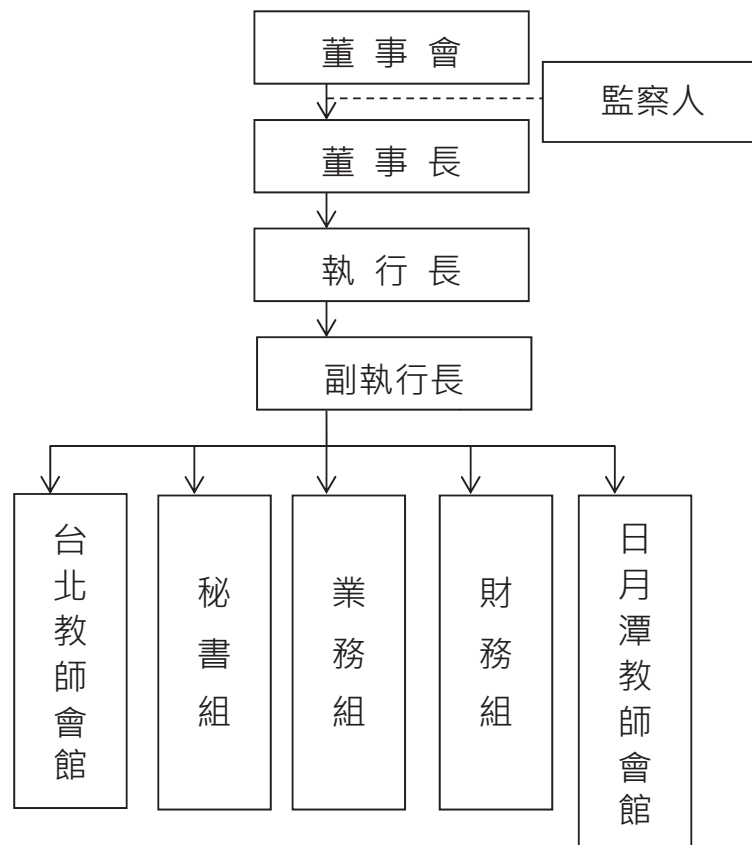 董事會
監察人
董事長
執行長
副執行長
台北教師會館
秘書組
業務組
財務組
日月潭教師會館